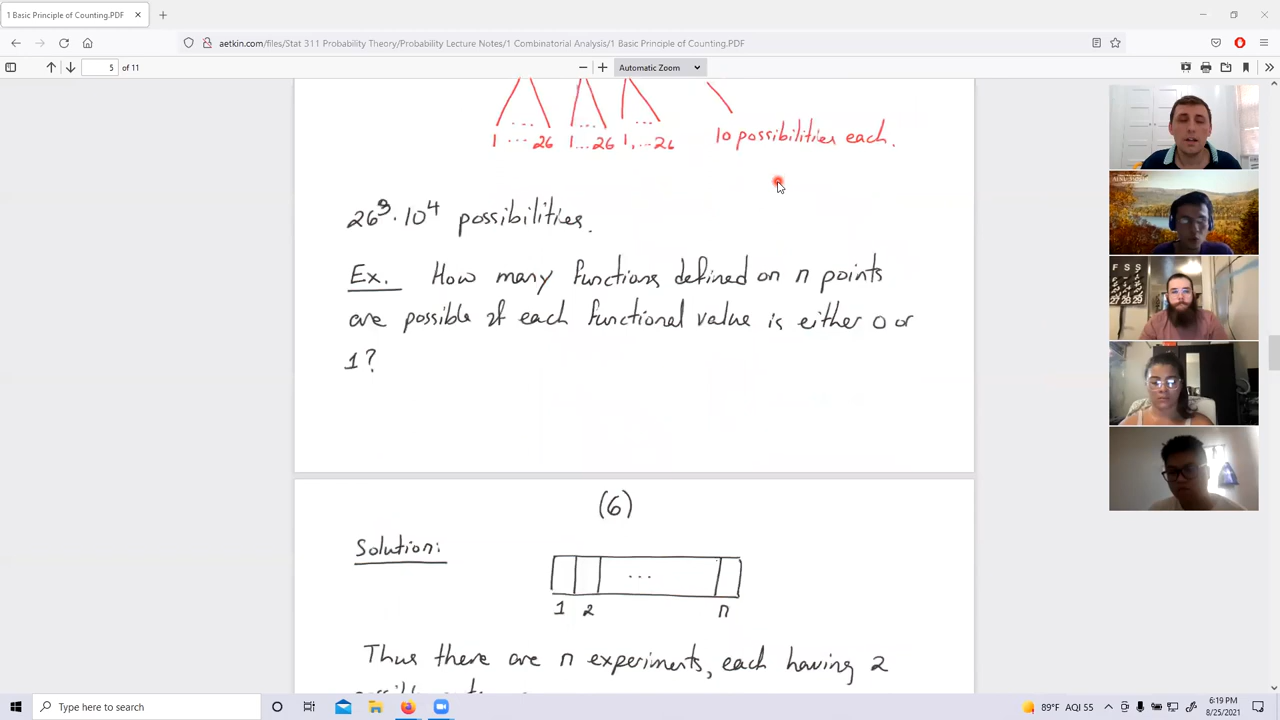 1 Basic Principle of Counting.PDF
aetkin.com/files/Stat 311 Probability Theory/Probability Lecture Notes/1 Combinatorial Analysis/1 Basic Principle of Counting.PDF
5 of 11
Automatic Zoom
1 ... 26 1...26 1,...26 10 possibilities each.
26³·10⁴ possibilities.
Ex. How many functions defined on n points
are possible if each functional value is either 0 or
1?
(6)
Solution:
...
1 2 n
Thus there are n experiments, each having 2
F S S
Type here to search
89°F AQI 55
6:19 PM
8/25/2021